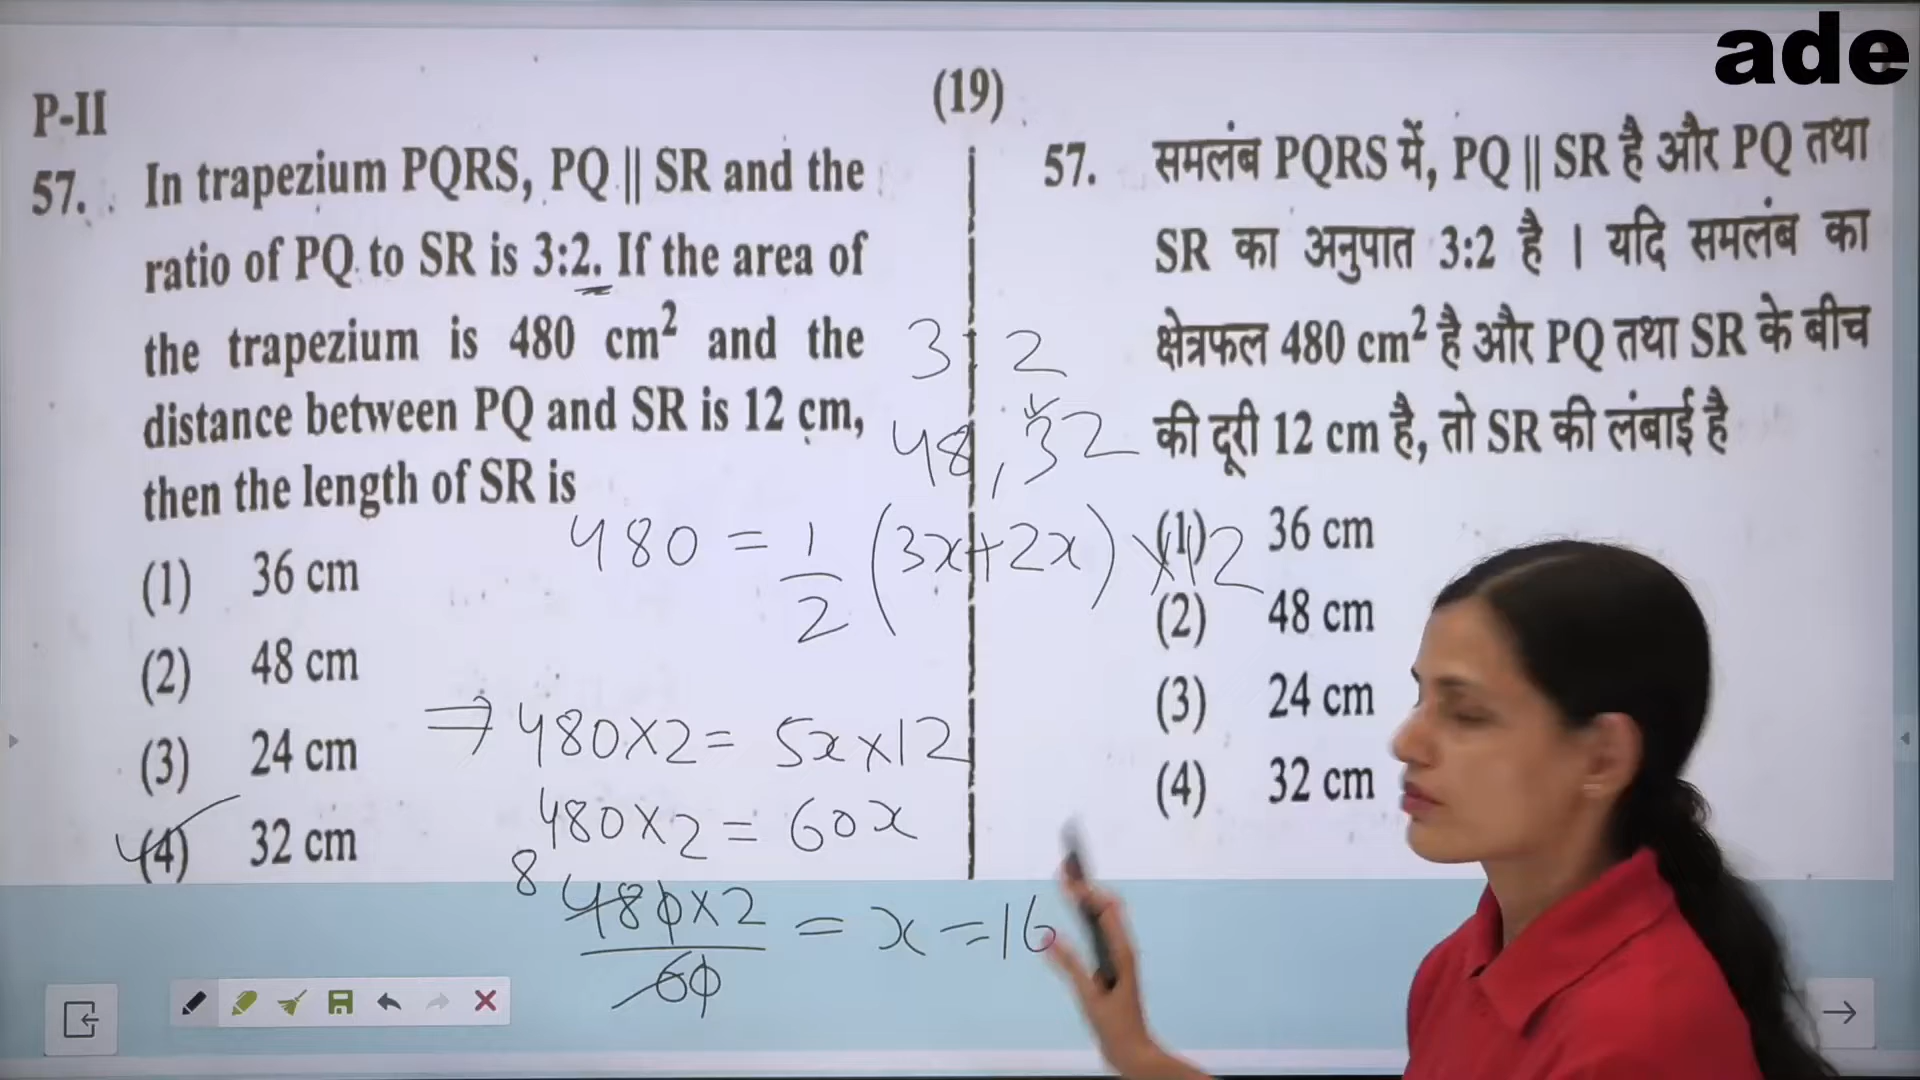 ade
P-II
(19)
57. In trapezium PQRS, PQ || SR and the
ratio of PQ to SR is 3:2. If the area of
the trapezium is 480 cm² and the
distance between PQ and SR is 12 cm,
then the length of SR is
(1) 36 cm
(2) 48 cm
(3) 24 cm
(4) 32 cm
3 : 2
48, 32
480 = 1/2 (3x+2x) x12
⇒ 480x2 = 5x x12
480x2 = 60x
8
480x2/60 = x = 16
57. समलंब PQRS में, PQ || SR है और PQ तथा
SR का अनुपात 3:2 है । यदि समलंब का
क्षेत्रफल 480 cm² है और PQ तथा SR के बीच
की दूरी 12 cm है, तो SR की लंबाई है
(1) 36 cm
(2) 48 cm
(3) 24 cm
(4) 32 cm